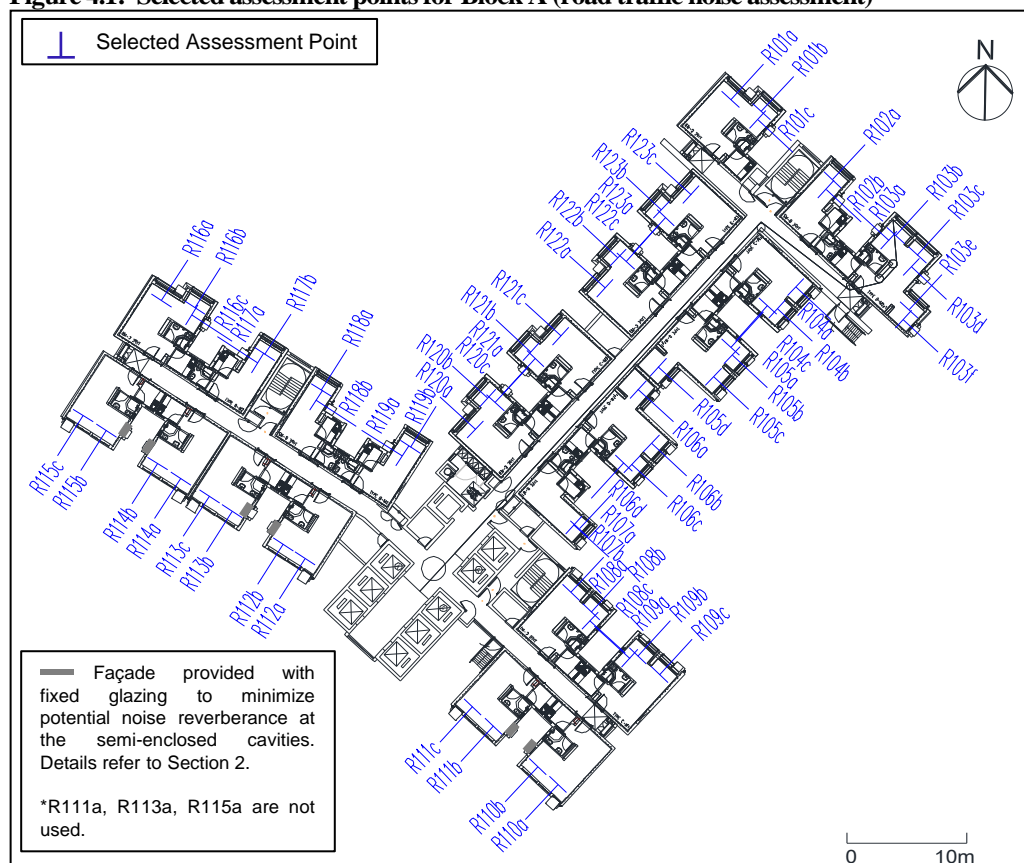 Figure 4.1: Selected assessment points for Block A (road traffic noise assessment)
Selected Assessment Point
N
R101a
R101b
R101c
R102a
R102b
R103a
R103b
R103c
R103e
R103d
R103f
R123c
R123b
R123a
R122c
R122b
R122a
R121c
R121b
R121a
R120c
R120b
R120a
R104a
R104b
R104c
R105a
R105b
R105c
R105d
R106a
R106b
R106c
R106d
R107a
R108b
R108c
R109a
R109b
R109c
R116a
R116b
R116c
R117a
R117b
R118a
R118b
R119a
R119b
R115c
R115b
R114b
R114a
R113c
R113b
R112b
R112a
R111c
R111b
R110b
R110a
Façade provided with
fixed glazing to minimize
potential noise reverberance at
the semi-enclosed cavities.
Details refer to Section 2.
*R111a, R113a, R115a are not
used.
0 10m